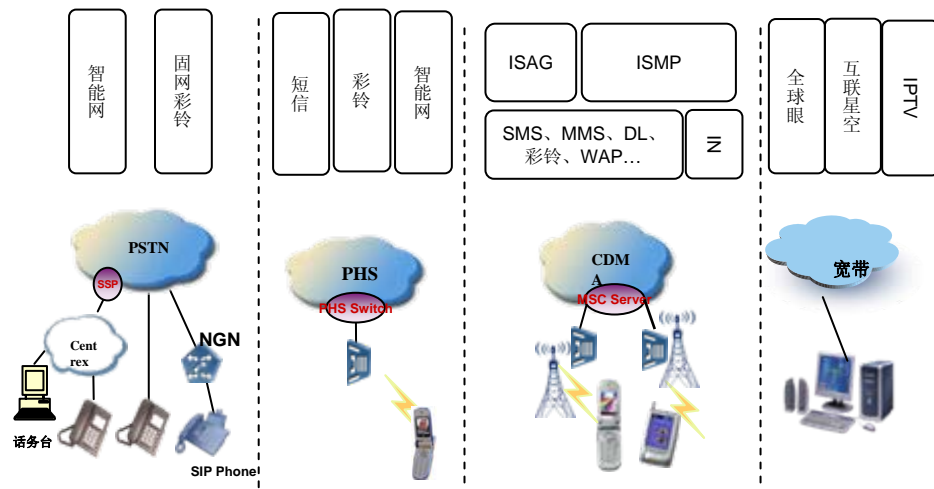 智能网
固网彩铃
短信
彩铃
智能网
ISAG
ISMP
SMS、MMS、DL、
彩铃、WAP…
IN
全球眼
互联星空
IPTV
PSTN
SSP
Cent
rex
NGN
话务台
SIP Phone
PHS
PHS Switch
CDM
A
MSC Server
宽带